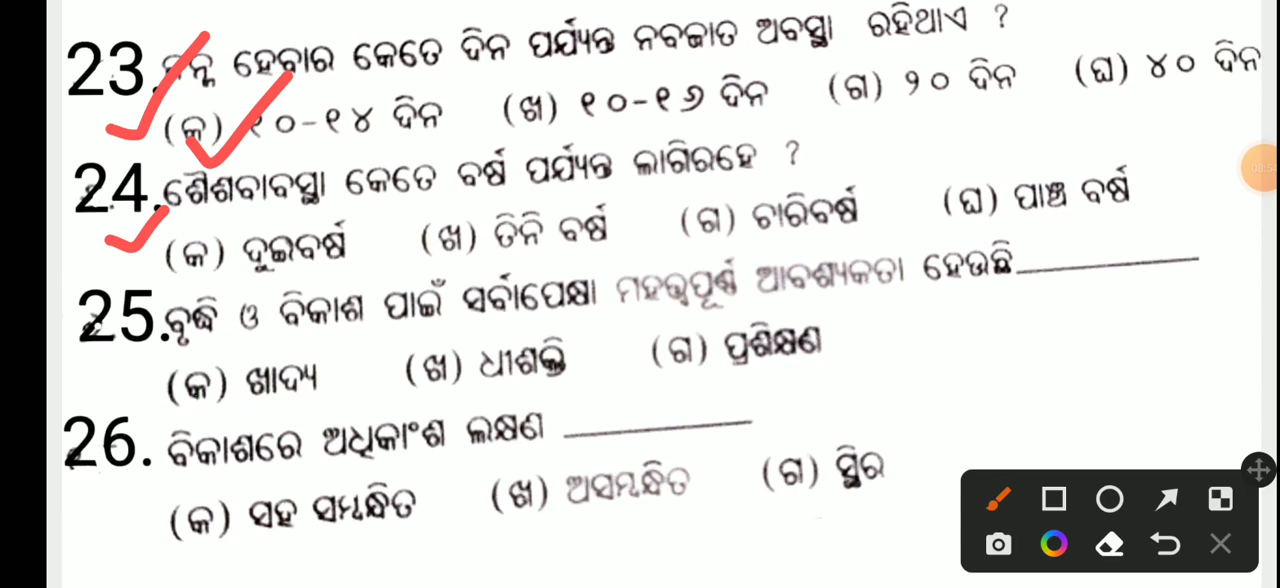 23. ଜନ୍ମ ହେବାର କେତେ ଦିନ ପର୍ଯ୍ୟନ୍ତ ନବଜାତ ଅବସ୍ଥା ରହିଥାଏ ?
(କ) ୧୦-୧୪ ଦିନ (ଖ) ୧୦-୧୬ ଦିନ (ଗ) ୨୦ ଦିନ (ଘ) ୪୦ ଦିନ
24. ଶୈଶବାବସ୍ଥା କେତେ ବର୍ଷ ପର୍ଯ୍ୟନ୍ତ ଲାଗିରହେ ?
(କ) ଦୁଇବର୍ଷ (ଖ) ତିନି ବର୍ଷ (ଗ) ଚାରିବର୍ଷ (ଘ) ପାଞ୍ଚ ବର୍ଷ
25. ବୃଦ୍ଧି ଓ ବିକାଶ ପାଇଁ ସର୍ବାପେକ୍ଷା ମହତ୍ତ୍ଵପୂର୍ଣ୍ଣ ଆବଶ୍ୟକତା ହେଉଛି
(କ) ଖାଦ୍ୟ (ଖ) ଧୀଶକ୍ତି (ଗ) ପ୍ରଶିକ୍ଷଣ
26. ବିକାଶରେ ଅଧିକାଂଶ ଲକ୍ଷଣ
(କ) ସହ ସମ୍ବନ୍ଧିତ (ଖ) ଅସମ୍ବନ୍ଧିତ (ଗ) ସ୍ଥିର